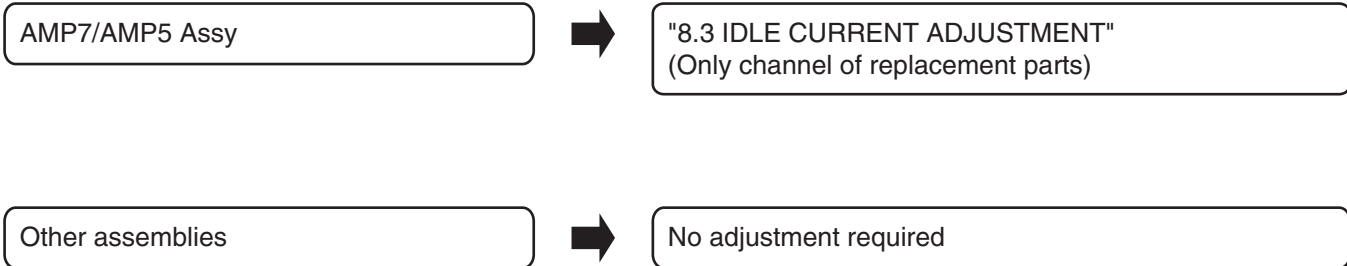 AMP7/AMP5 Assy
"8.3 IDLE CURRENT ADJUSTMENT"
(Only channel of replacement parts)
Other assemblies
No adjustment required